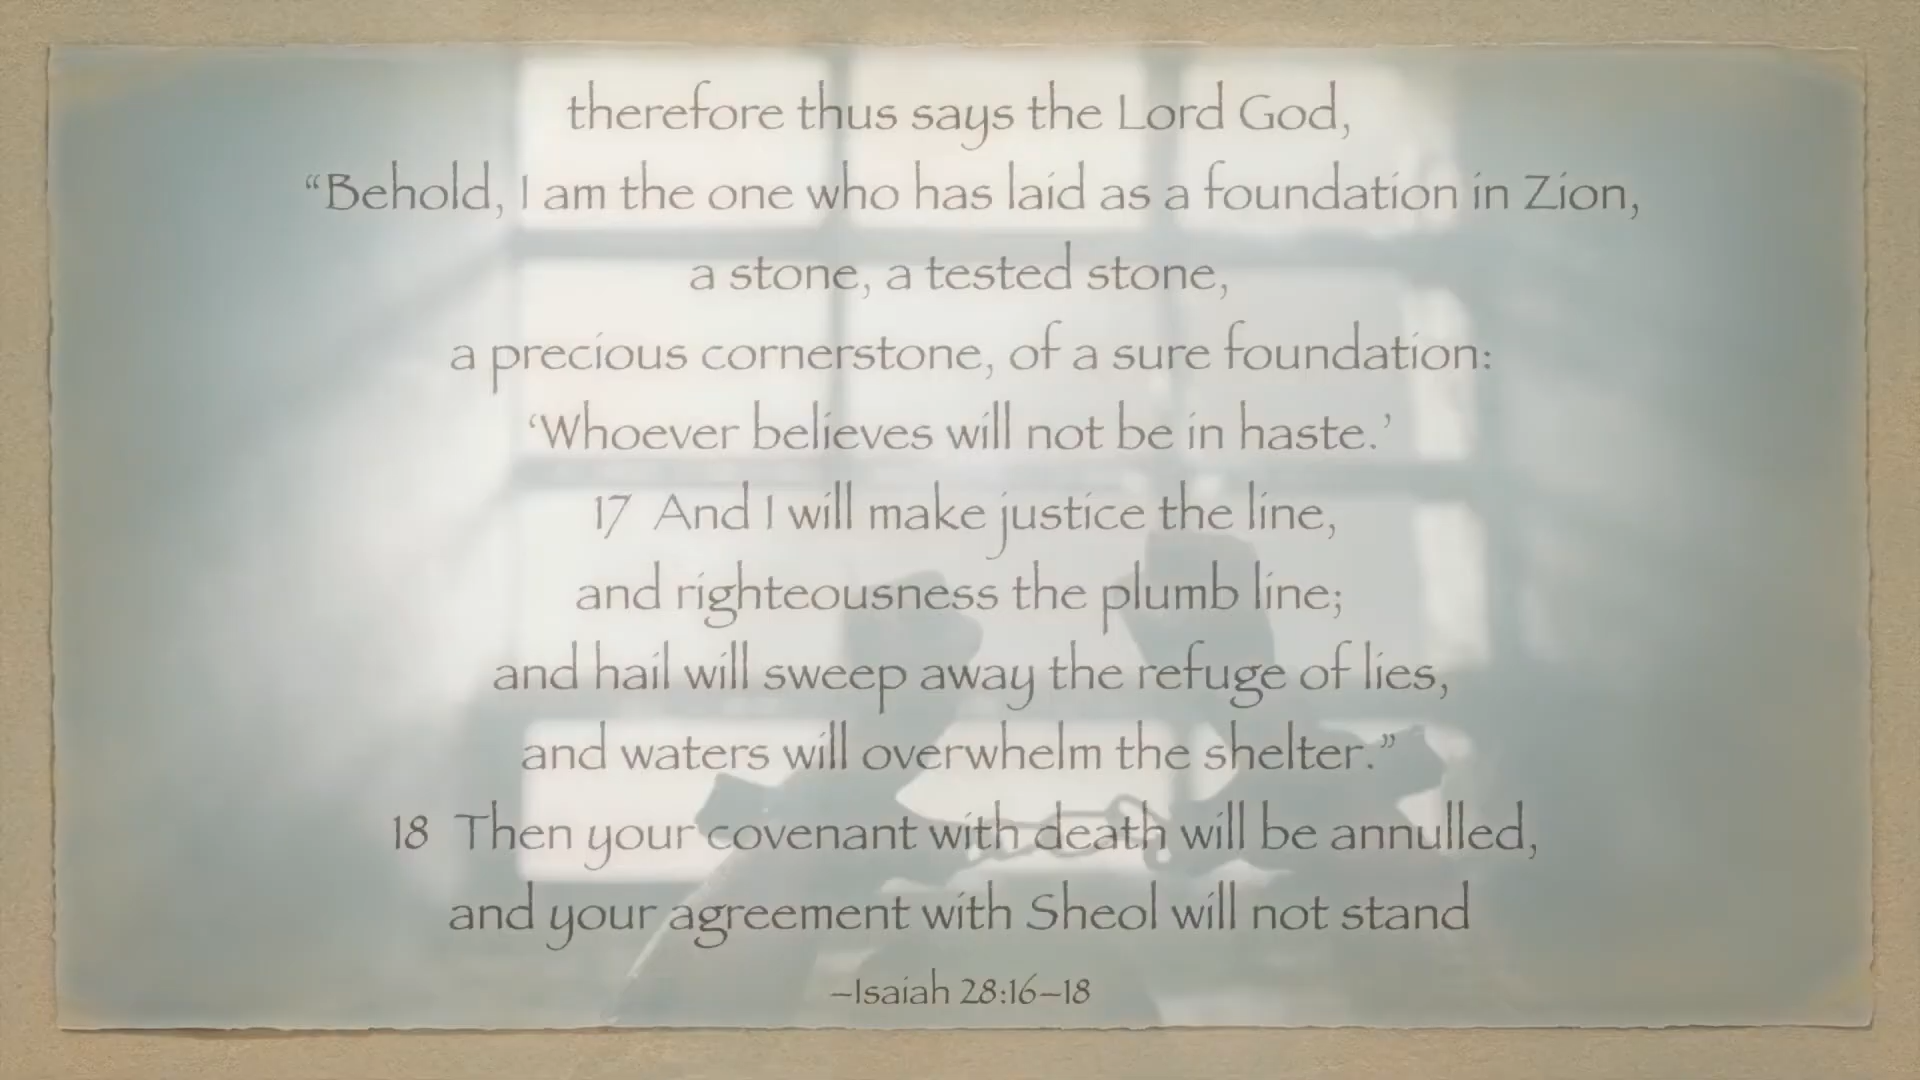 therefore thus says the Lord God,
“Behold, I am the one who has laid as a foundation in Zion,
a stone, a tested stone,
a precious cornerstone, of a sure foundation:
‘Whoever believes will not be in haste.’
17 And I will make justice the line,
and righteousness the plumb line;
and hail will sweep away the refuge of lies,
and waters will overwhelm the shelter.”
18 Then your covenant with death will be annulled,
and your agreement with Sheol will not stand
–Isaiah 28:16–18